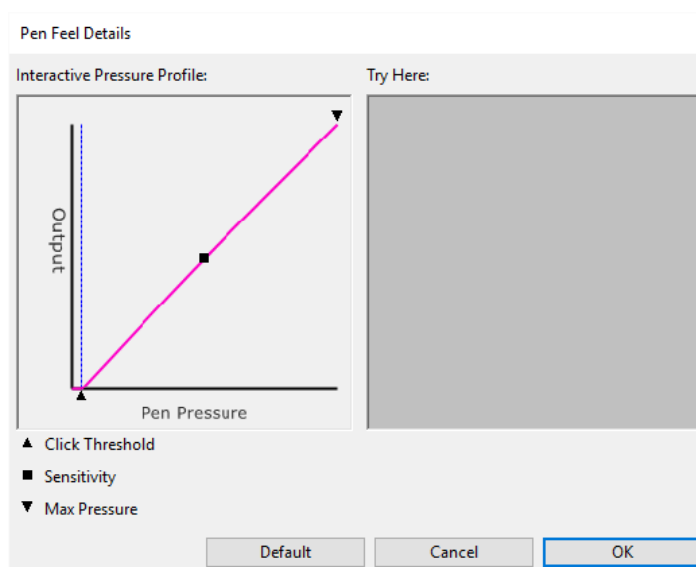 Pen Feel Details
Interactive Pressure Profile:
Try Here:
Output
Pen Pressure
Click Threshold
Sensitivity
Max Pressure
Default
Cancel
OK